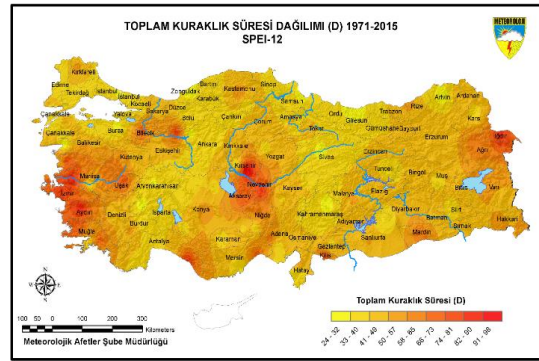 TOPLAM KURAKLIK SÜRESİ DAĞILIMI (D) 1971-2015
SPEI-12
METEOROLOJİ
Kırklareli
Edirne
Tekirdağ
İstanbul
İstanbul
Kocaeli
Yalova
Sakarya
Düzce
Zonguldak
Bartın
Karabük
Kastamonu
Sinop
Samsun
Ordu
Giresun
Trabzon
Rize
Artvin
Ardahan
Kars
Çanakkale
Çanakkale
Balıkesir
Bursa
Bilecik
Bolu
Çankırı
Çorum
Amasya
Tokat
Gümüşhane
Bayburt
Erzurum
Iğdır
Ağrı
Kütahya
Eskişehir
Ankara
Kırıkkale
Yozgat
Sivas
Erzincan
Tunceli
Bingöl
Muş
Manisa
Uşak
Afyonkarahisar
Kırşehir
Nevşehir
Kayseri
Malatya
Elazığ
Bitlis
Van
İzmir
Aydın
Denizli
Isparta
Konya
Aksaray
Niğde
Kahramanmaraş
Adıyaman
Diyarbakır
Batman
Siirt
Şırnak
Hakkari
Muğla
Burdur
Antalya
Karaman
Mersin
Adana
Osmaniye
Gaziantep
Kilis
Şanlıurfa
Mardin
Hatay
Toplam Kuraklık Süresi (D)
24 - 32
33 - 40
41 - 49
50 - 57
58 - 65
66 - 73
74 - 81
82 - 90
91 - 98
100 50 0 100 200 300
Kilometers
Meteorolojik Afetler Şube Müdürlüğü